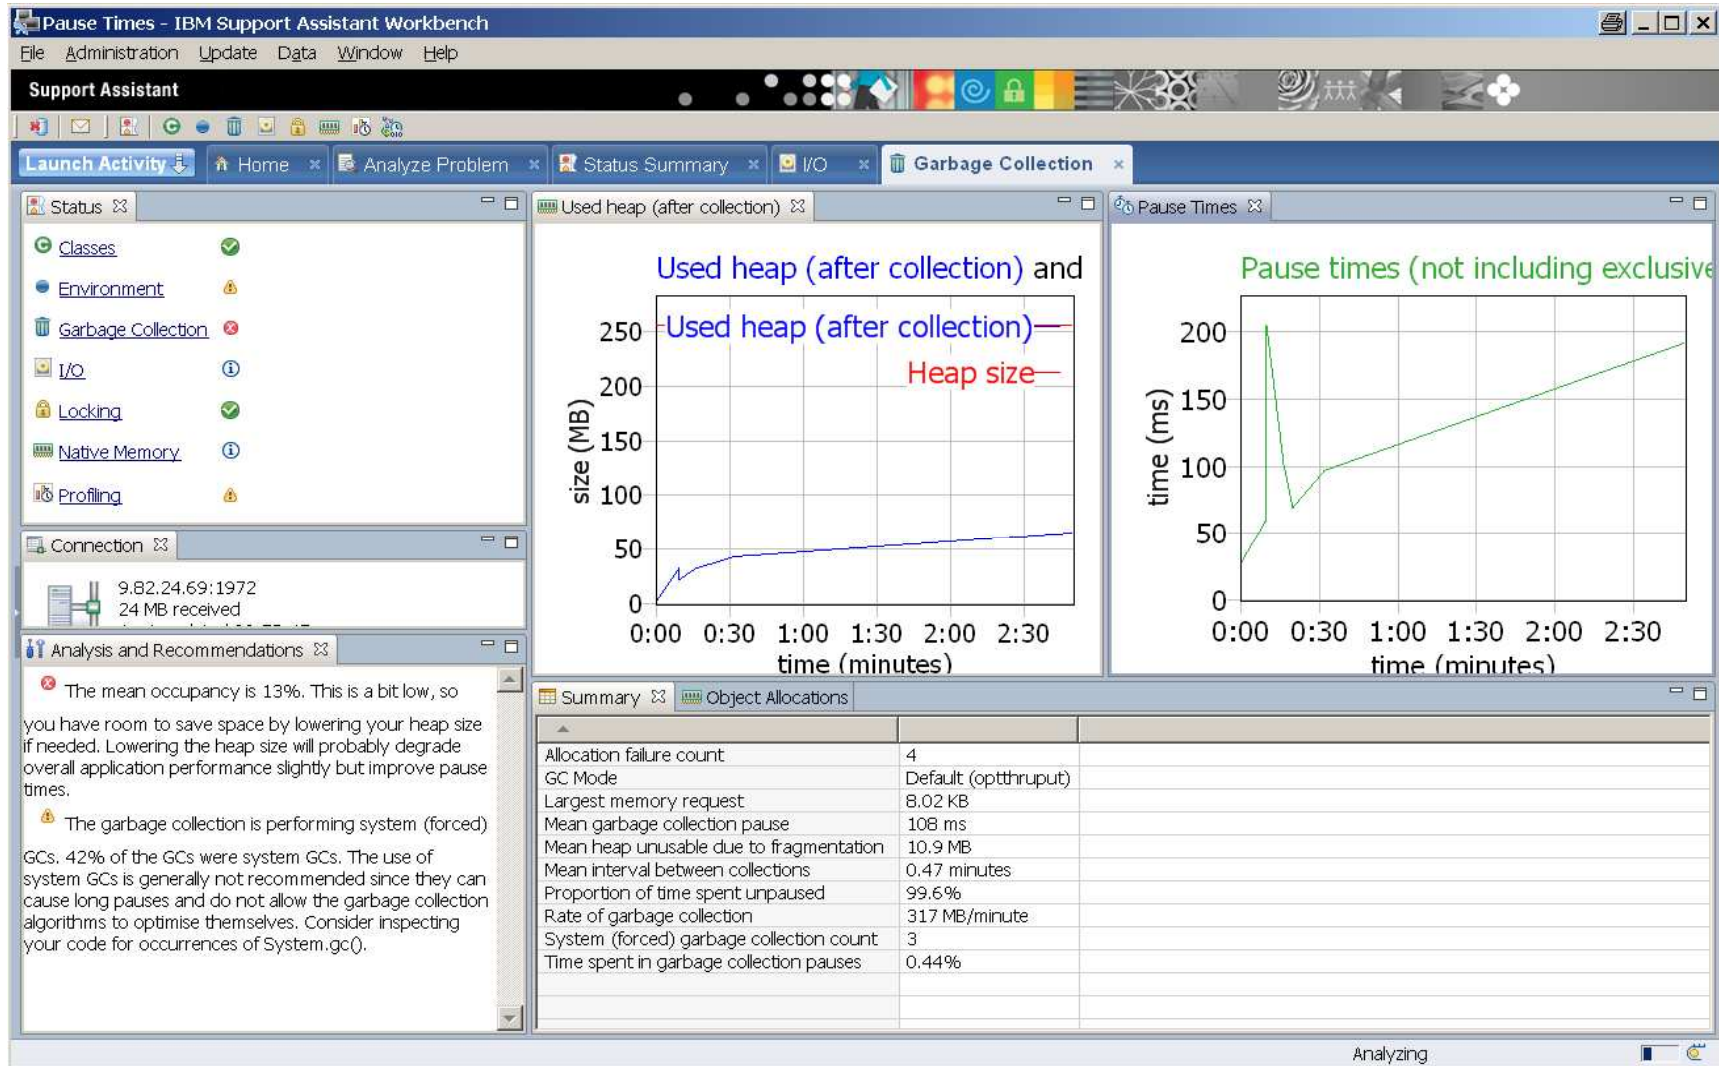 Pause Times - IBM Support Assistant Workbench
File Administration Update Data Window Help
Support Assistant
Launch Activity
Home
Analyze Problem
Status Summary
I/O
Garbage Collection
Status
Classes
Environment
Garbage Collection
I/O
Locking
Native Memory
Profiling
Connection
9.82.24.69:1972
24 MB received
Analysis and Recommendations
The mean occupancy is 13%. This is a bit low, so
you have room to save space by lowering your heap size
if needed. Lowering the heap size will probably degrade
overall application performance slightly but improve pause
times.
The garbage collection is performing system (forced)
GCs. 42% of the GCs were system GCs. The use of
system GCs is generally not recommended since they can
cause long pauses and do not allow the garbage collection
algorithms to optimise themselves. Consider inspecting
your code for occurrences of System.gc().
Used heap (after collection)
Used heap (after collection) and
Used heap (after collection)
Heap size
size (MB)
250
200
150
100
50
0
0:00 0:30 1:00 1:30 2:00 2:30
time (minutes)
Pause Times
Pause times (not including exclusive
time (ms)
200
150
100
50
0
0:00 0:30 1:00 1:30 2:00 2:30
time (minutes)
Summary
Object Allocations
Allocation failure count 4
GC Mode Default (optthruput)
Largest memory request 8.02 KB
Mean garbage collection pause 108 ms
Mean heap unusable due to fragmentation 10.9 MB
Mean interval between collections 0.47 minutes
Proportion of time spent unpaused 99.6%
Rate of garbage collection 317 MB/minute
System (forced) garbage collection count 3
Time spent in garbage collection pauses 0.44%
Analyzing